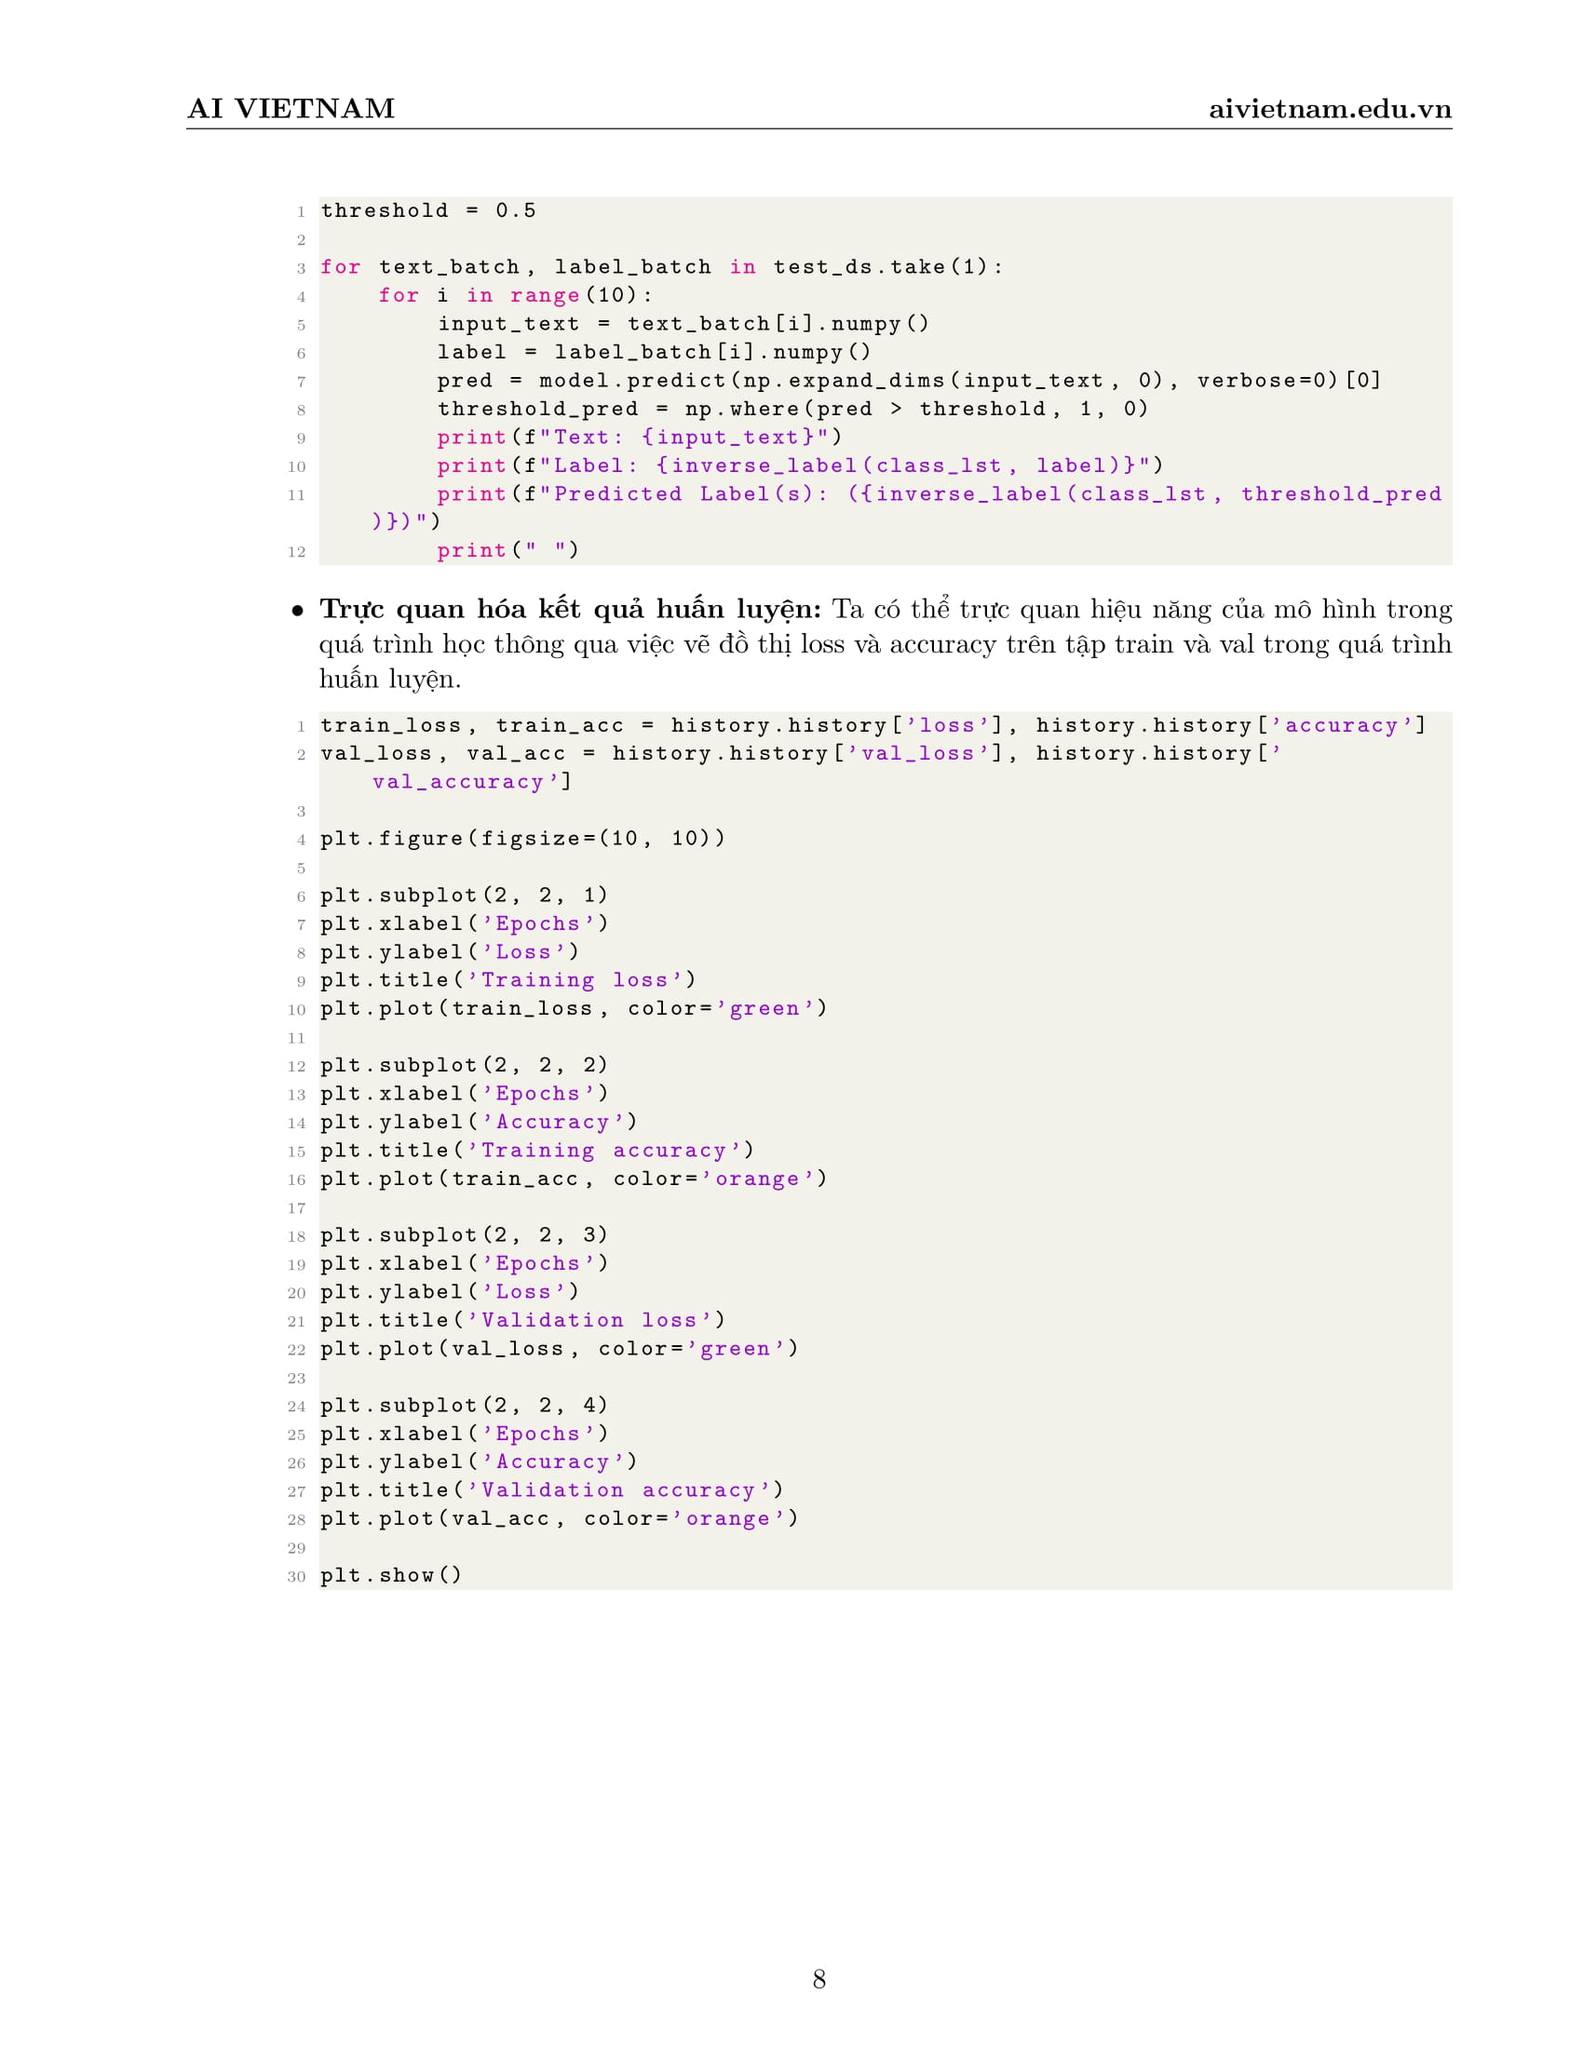 AI VIETNAM
aivietnam.edu.vn
1 threshold = 0.5
2
3 for text_batch, label_batch in test_ds.take(1):
4     for i in range(10):
5         input_text = text_batch[i].numpy()
6         label = label_batch[i].numpy()
7         pred = model.predict(np.expand_dims(input_text, 0), verbose=0)[0]
8         threshold_pred = np.where(pred > threshold, 1, 0)
9         print(f"Text: {input_text}")
10         print(f"Label: {inverse_label(class_lst, label)}")
11         print(f"Predicted Label(s): ({inverse_label(class_lst, threshold_pred
)})")
12         print(" ")
• Trực quan hóa kết quả huấn luyện: Ta có thể trực quan hiệu năng của mô hình trong
quá trình học thông qua việc vẽ đồ thị loss và accuracy trên tập train và val trong quá trình
huấn luyện.
1 train_loss, train_acc = history.history['loss'], history.history['accuracy']
2 val_loss, val_acc = history.history['val_loss'], history.history['
val_accuracy']
3
4 plt.figure(figsize=(10, 10))
5
6 plt.subplot(2, 2, 1)
7 plt.xlabel('Epochs')
8 plt.ylabel('Loss')
9 plt.title('Training loss')
10 plt.plot(train_loss, color='green')
11
12 plt.subplot(2, 2, 2)
13 plt.xlabel('Epochs')
14 plt.ylabel('Accuracy')
15 plt.title('Training accuracy')
16 plt.plot(train_acc, color='orange')
17
18 plt.subplot(2, 2, 3)
19 plt.xlabel('Epochs')
20 plt.ylabel('Loss')
21 plt.title('Validation loss')
22 plt.plot(val_loss, color='green')
23
24 plt.subplot(2, 2, 4)
25 plt.xlabel('Epochs')
26 plt.ylabel('Accuracy')
27 plt.title('Validation accuracy')
28 plt.plot(val_acc, color='orange')
29
30 plt.show()
8